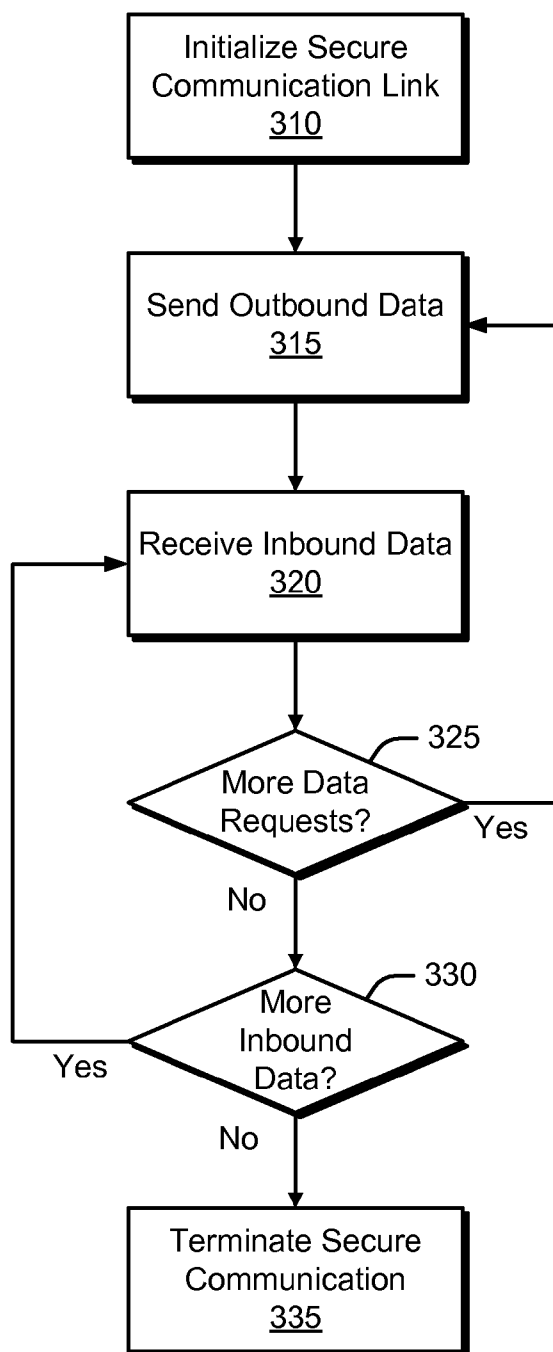 Initialize Secure
Communication Link
310
Send Outbound Data
315
Receive Inbound Data
320
325
More Data
Requests?
Yes
No
330
More
Inbound
Data?
Yes
No
Terminate Secure
Communication
335